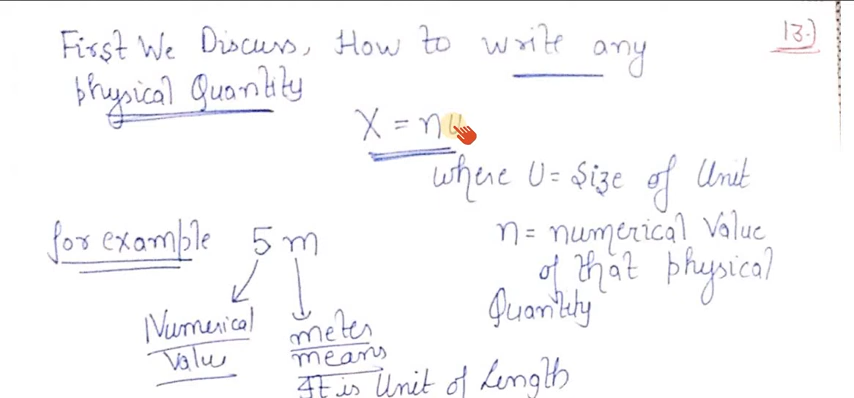 First We Discuss, How to write any
13.)
physical Quantity
X = nu
where U = Size of Unit
for example 5 m
n = numerical Value
of that physical
Quantity
Numerical
Value
meter
means
It is Unit of Length